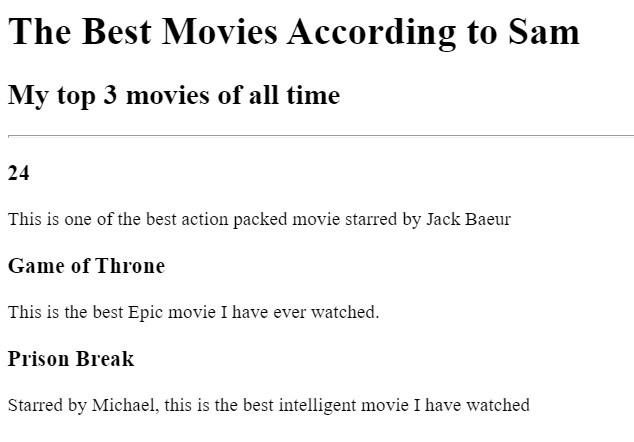 The Best Movies According to Sam
My top 3 movies of all time
24
This is one of the best action packed movie starred by Jack Baeur
Game of Throne
This is the best Epic movie I have ever watched.
Prison Break
Starred by Michael, this is the best intelligent movie I have watched